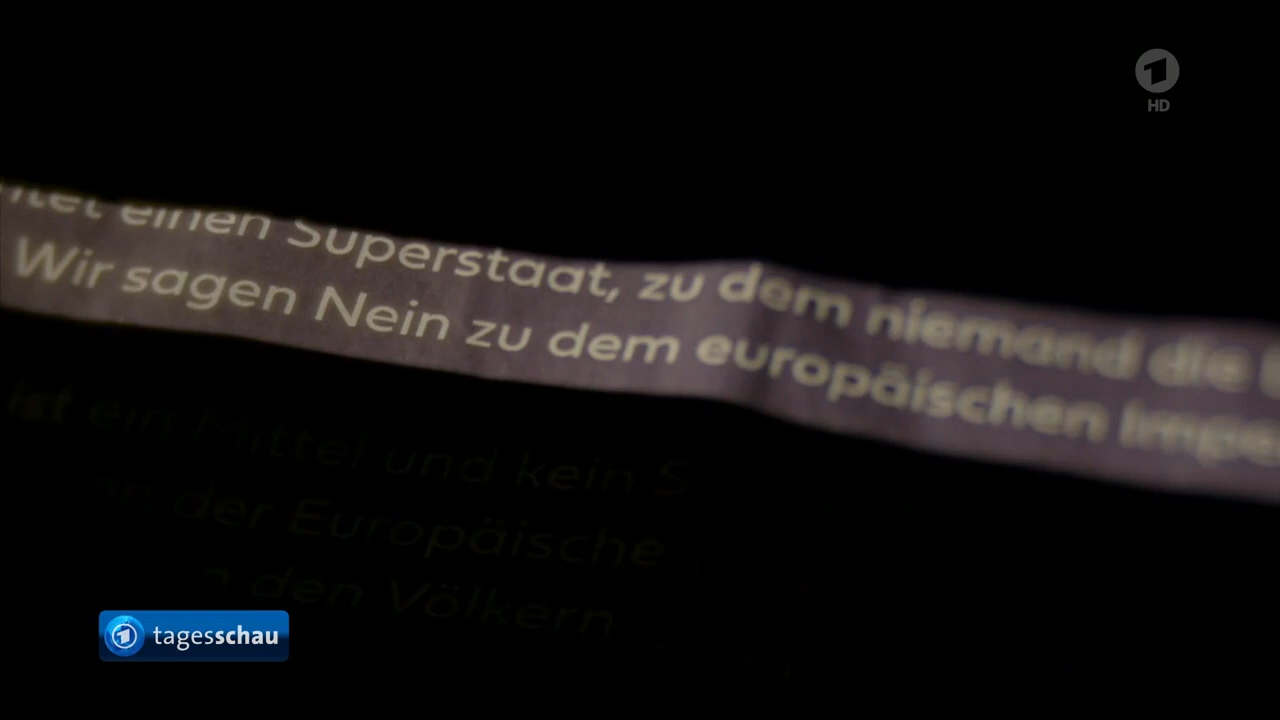 HD
einen Superstaat, zu dem niemand die
Wir sagen Nein zu dem europäischen
ist ein Mittel und kein
der Europäische
den Völkern
tagesschau